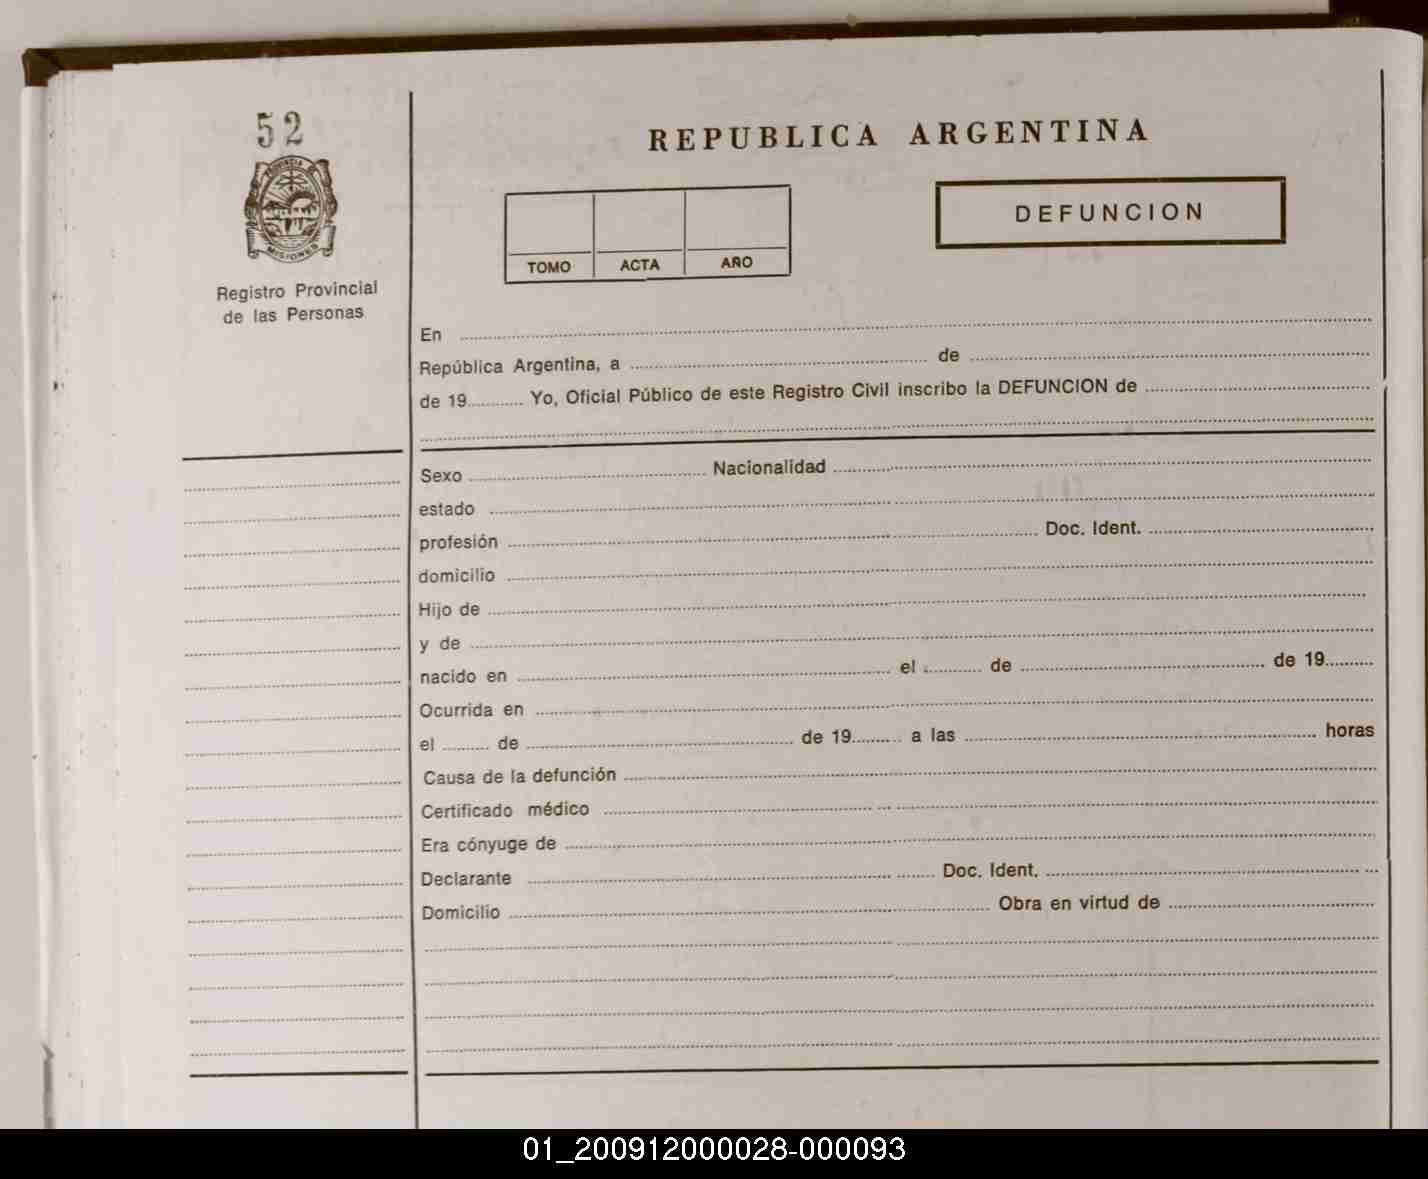 52
PROVINCIA DE
MISIONES
Registro Provincial
de las Personas
REPUBLICA ARGENTINA
TOMO ACTA AÑO
DEFUNCION
En
República Argentina, a de
de 19 Yo, Oficial Público de este Registro Civil inscribo la DEFUNCION de
Sexo Nacionalidad
estado
profesión Doc. Ident.
domicilio
Hijo de
y de
nacido en el de de 19
Ocurrida en
el de de 19 a las horas
Causa de la defunción
Certificado médico
Era cónyuge de
Declarante Doc. Ident.
Domicilio Obra en virtud de
01_200912000028-000093